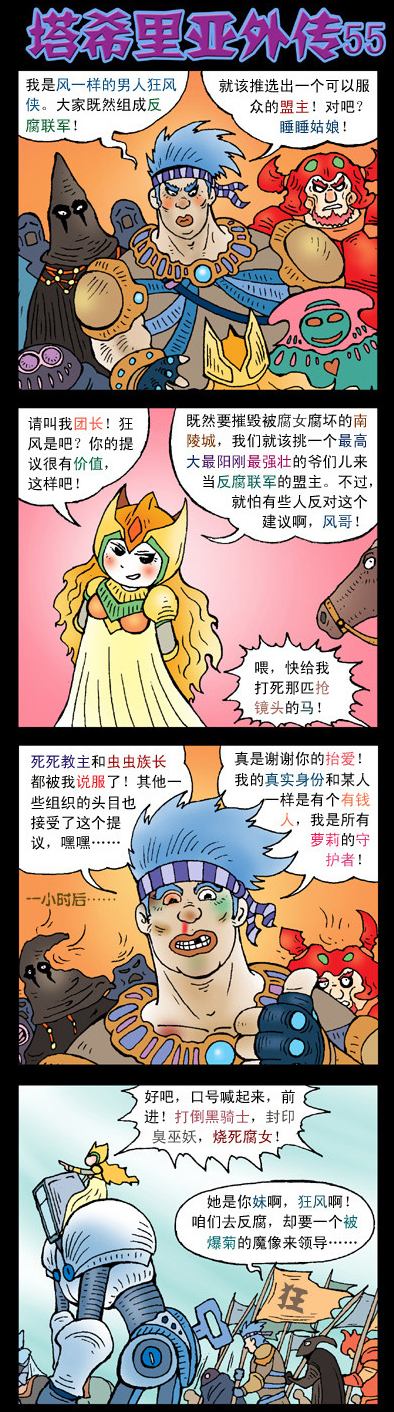 塔希里亚外传55
我是风一样的男人狂风
侠。大家既然组成反
腐联军！
就该推选出一个可以服
众的盟主！对吧？
睡睡姑娘！
请叫我团长！狂
风是吧？你的提
议很有价值，
这样吧！
既然要摧毁被腐女腐坏的南
陵城，我们就该挑一个最高
大最阳刚最强壮的爷们儿来
当反腐联军的盟主。不过，
就怕有些人反对这个
建议啊，风哥！
喂，快给我
打死那匹抢
镜头的马！
死死教主和虫虫族长
都被我说服了！其他一
些组织的头目也
接受了这个提
议，嘿嘿……
真是谢谢你的抬爱！
我的真实身份和某人
一样是有个有钱
人，我是所有
萝莉的守
护者！
一小时后……
好吧，口号喊起来，前
进！打倒黑骑士，封印
臭巫妖，烧死腐女！
她是你妹啊，狂风啊！
咱们去反腐，却要一个被
爆菊的魔像来领导……
狂